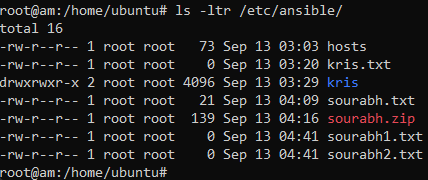 root@am:/home/ubuntu# ls -ltr /etc/ansible/
total 16
-rw-r--r-- 1 root root   73 Sep 13 03:03 hosts
-rw-r--r-- 1 root root    0 Sep 13 03:20 kris.txt
drwxrwxr-x 2 root root 4096 Sep 13 03:29 kris
-rw-r--r-- 1 root root   21 Sep 13 04:09 sourabh.txt
-rw-r--r-- 1 root root  139 Sep 13 04:16 sourabh.zip
-rw-r--r-- 1 root root    0 Sep 13 04:41 sourabh1.txt
-rw-r--r-- 1 root root    0 Sep 13 04:41 sourabh2.txt
root@am:/home/ubuntu#